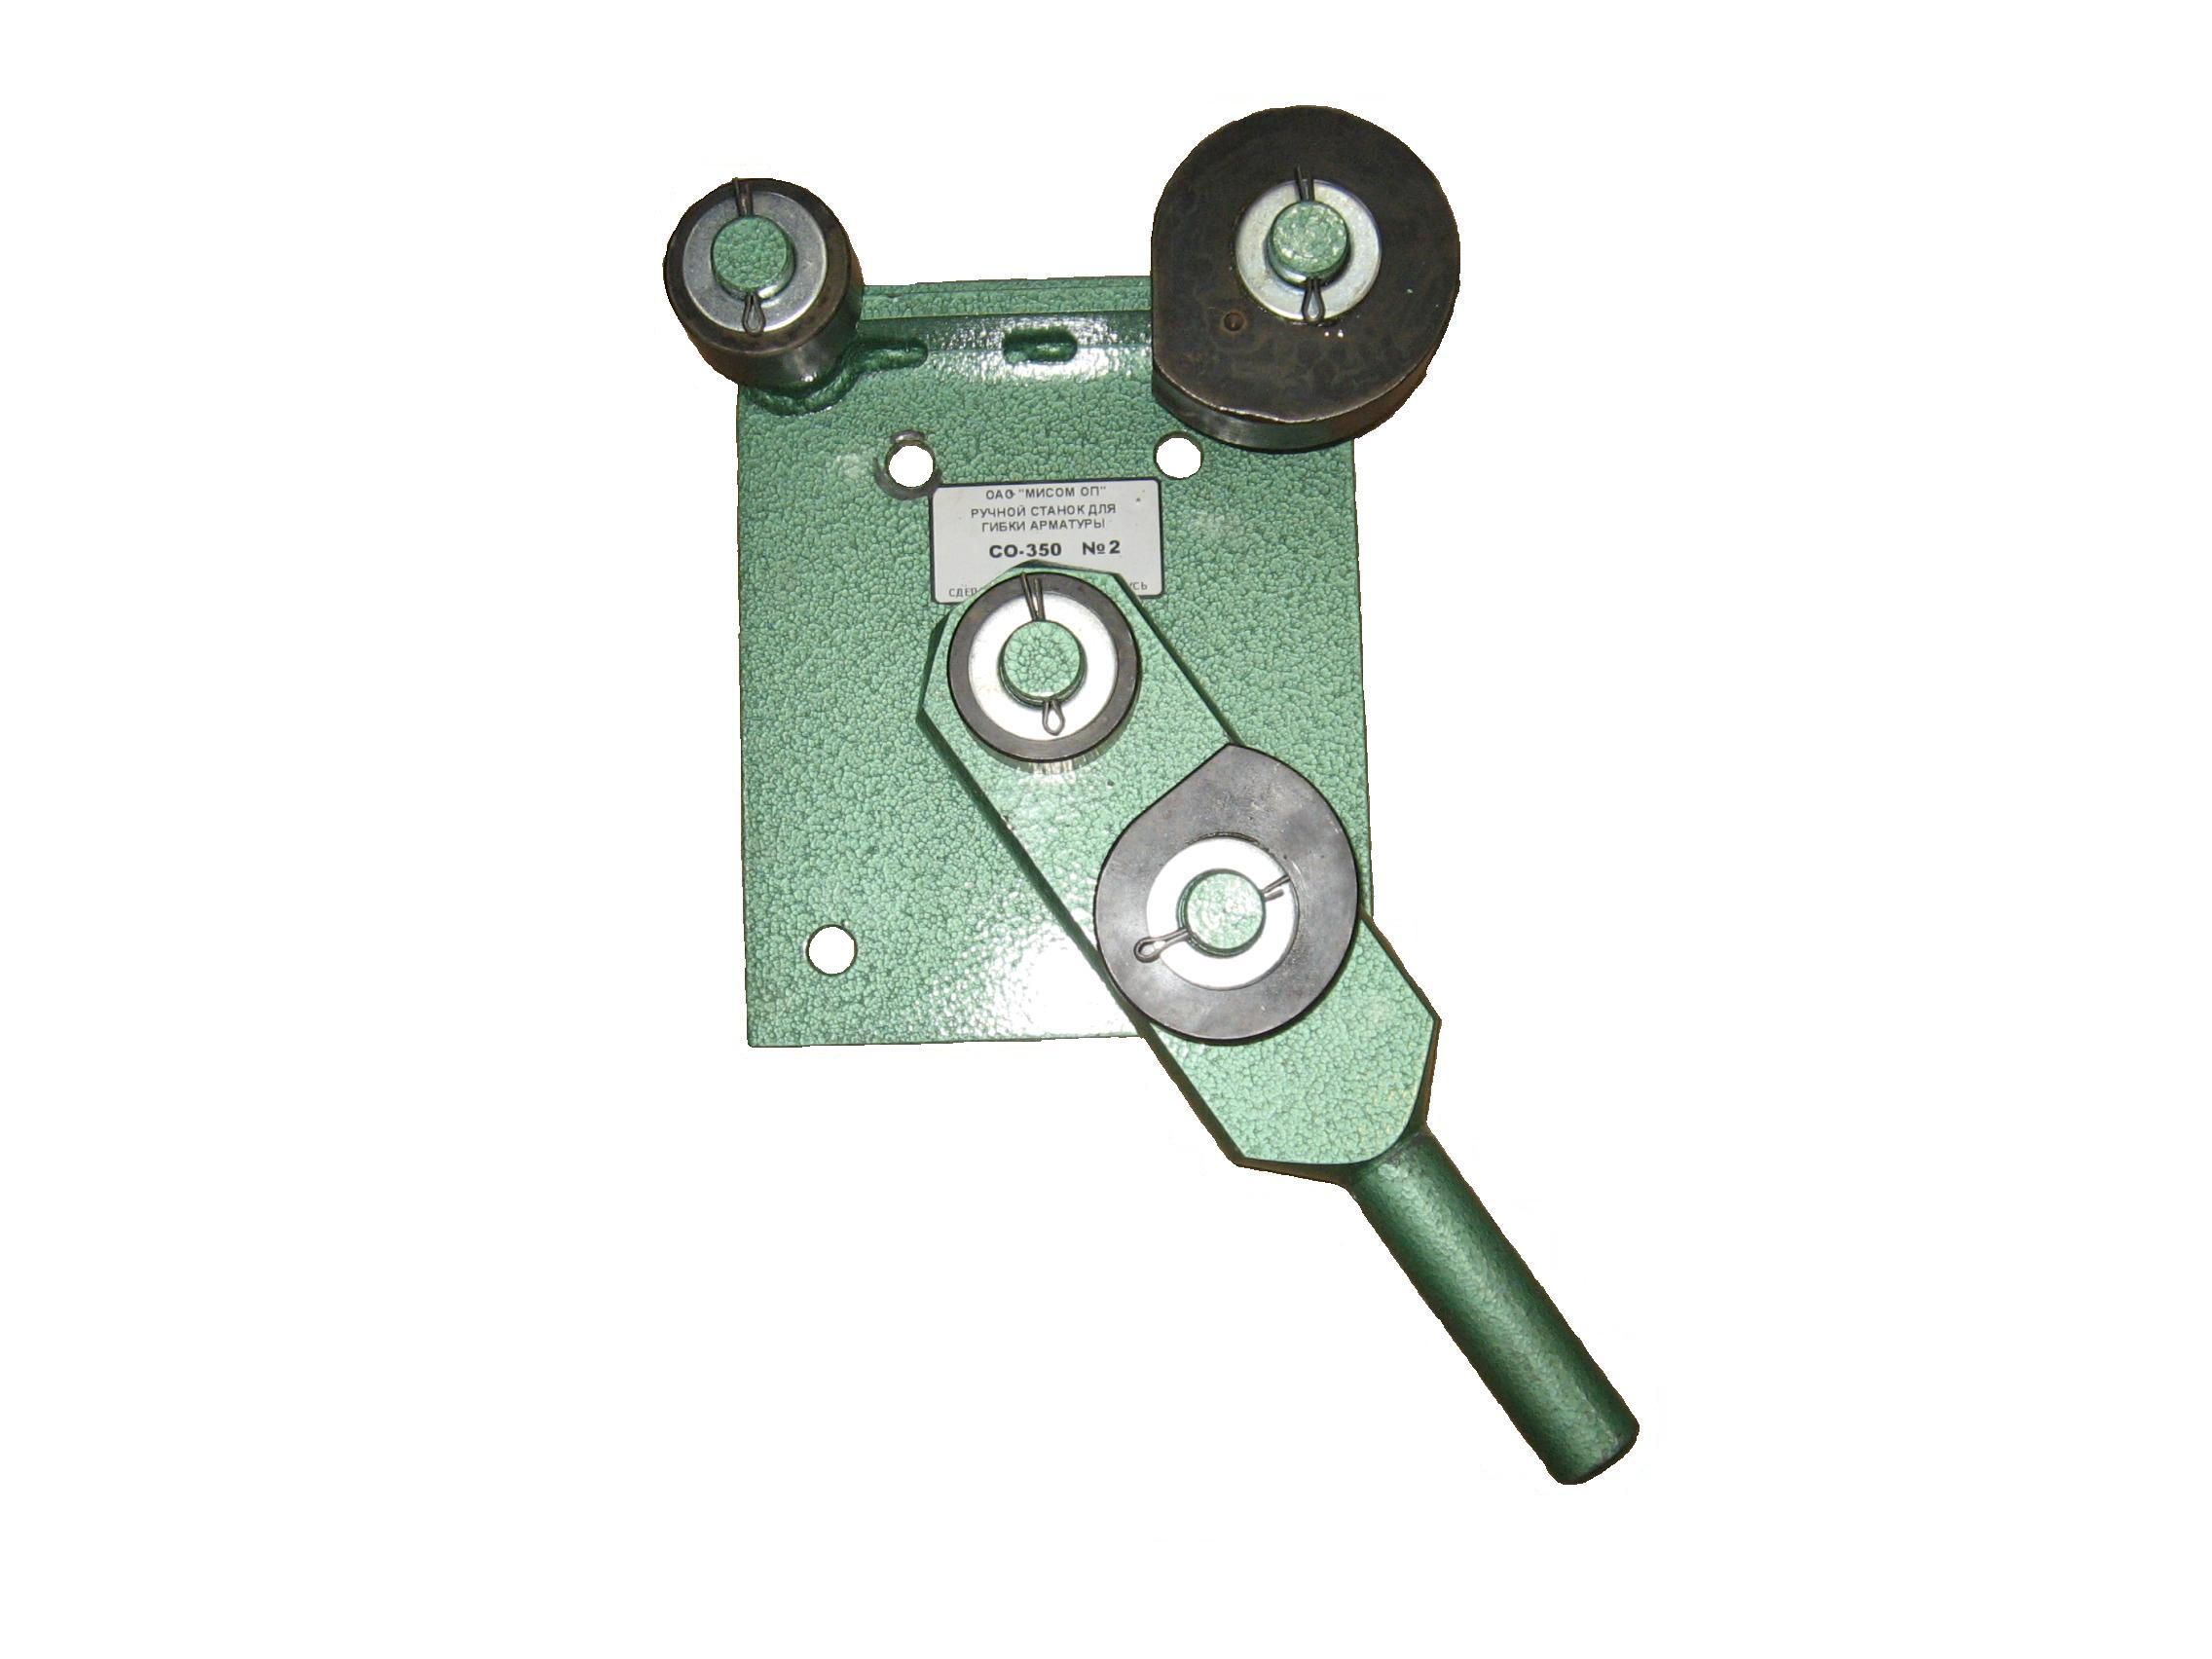 ОАО "МИСОМ ОП"
РУЧНОЙ СТАНОК ДЛЯ
ГИБКИ АРМАТУРЫ
СО-350 №2